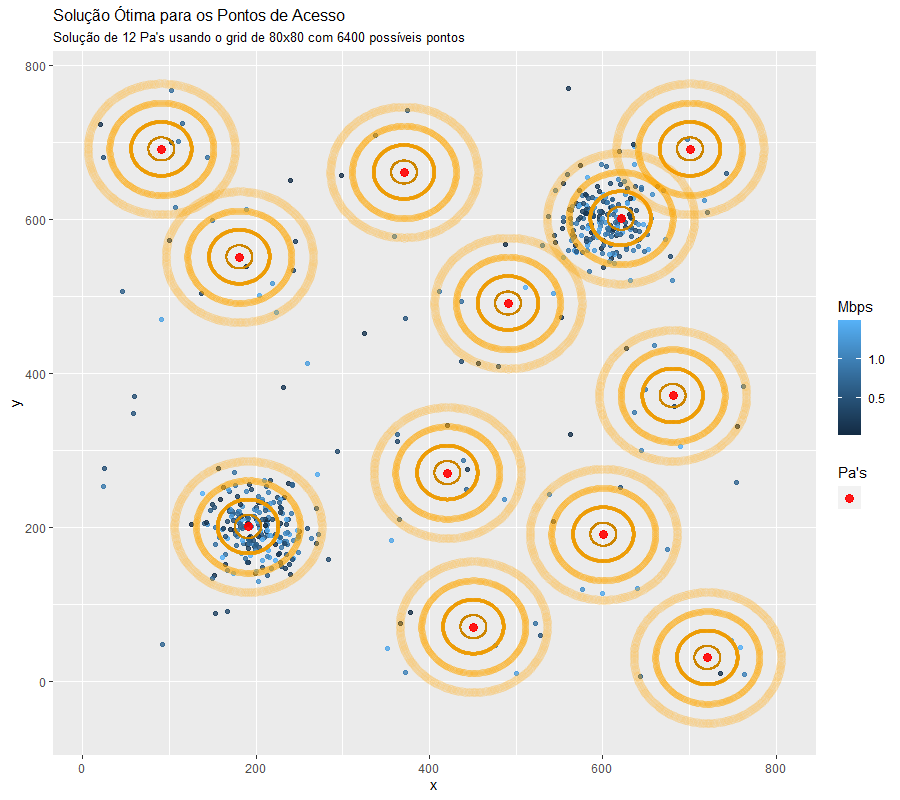 Solução Ótima para os Pontos de Acesso
Solução de 12 Pa's usando o grid de 80x80 com 6400 possíveis pontos
800
600
400
200
0
y
0
200
400
600
800
x
Mbps
1.0
0.5
Pa's